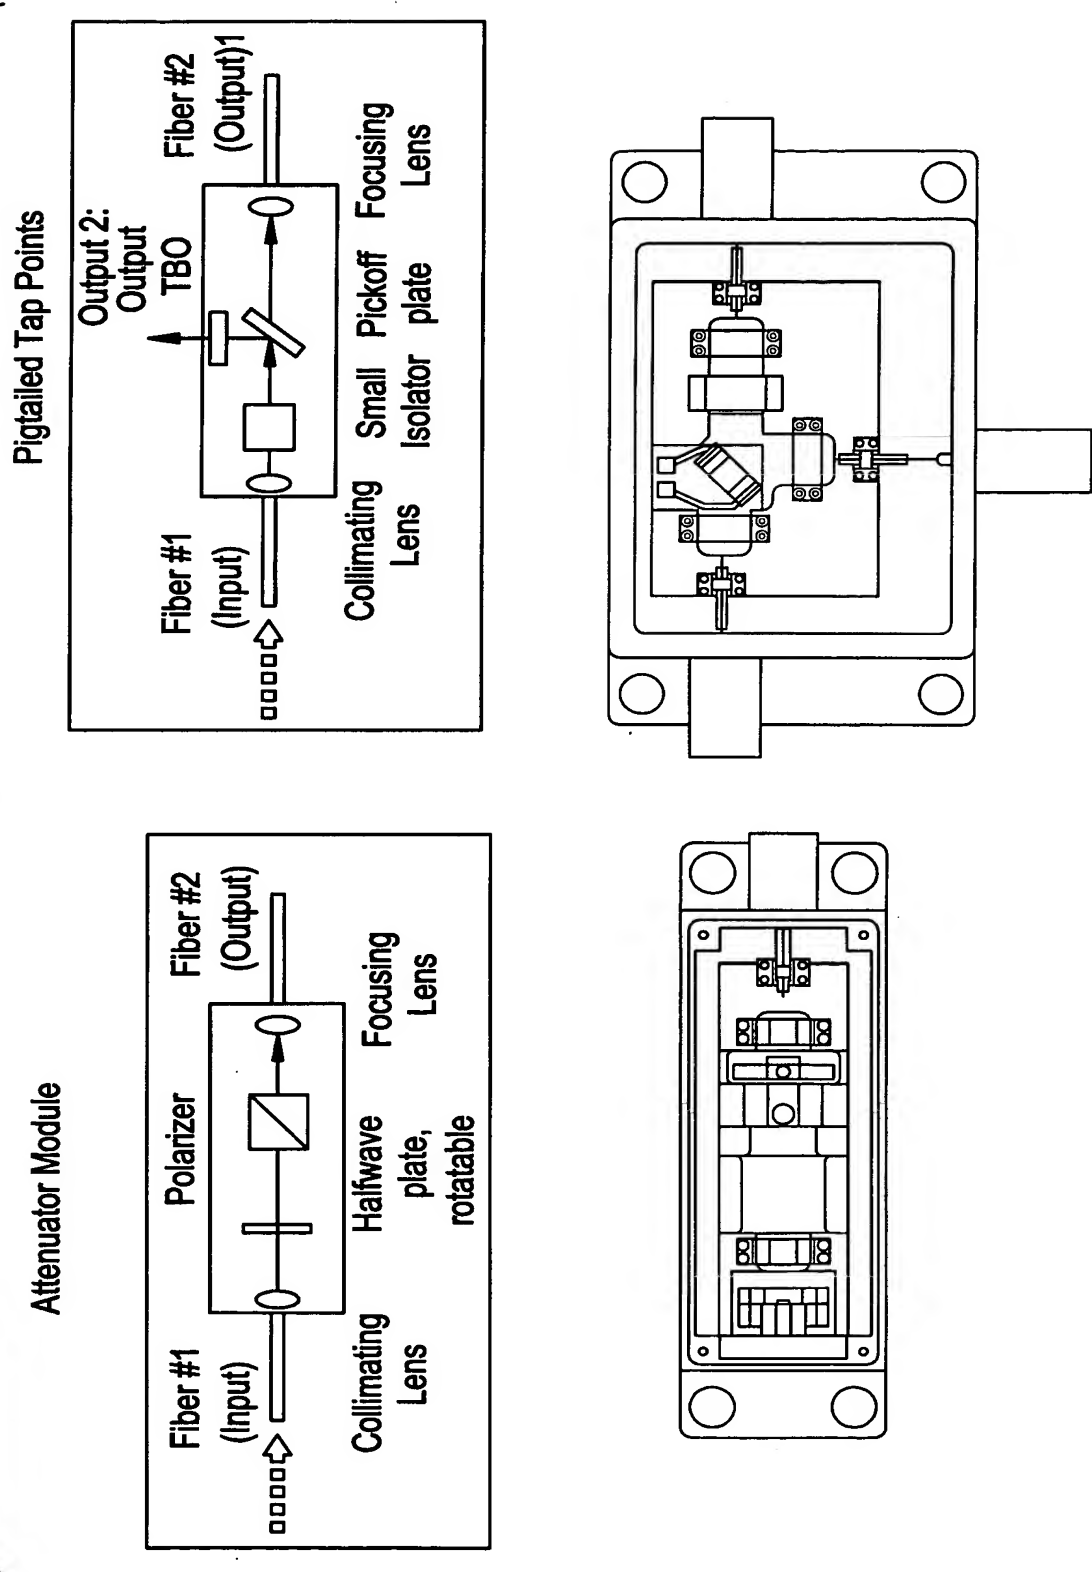 Attenuator Module
Fiber #1
(Input)
Polarizer
Fiber #2
(Output)
Collimating
Lens
Halfwave
plate,
rotatable
Focusing
Lens
Pigtailed Tap Points
Output 2:
Output
TBO
Fiber #1
(Input)
Fiber #2
(Output)1
Collimating
Lens
Small
Isolator
Pickoff
plate
Focusing
Lens